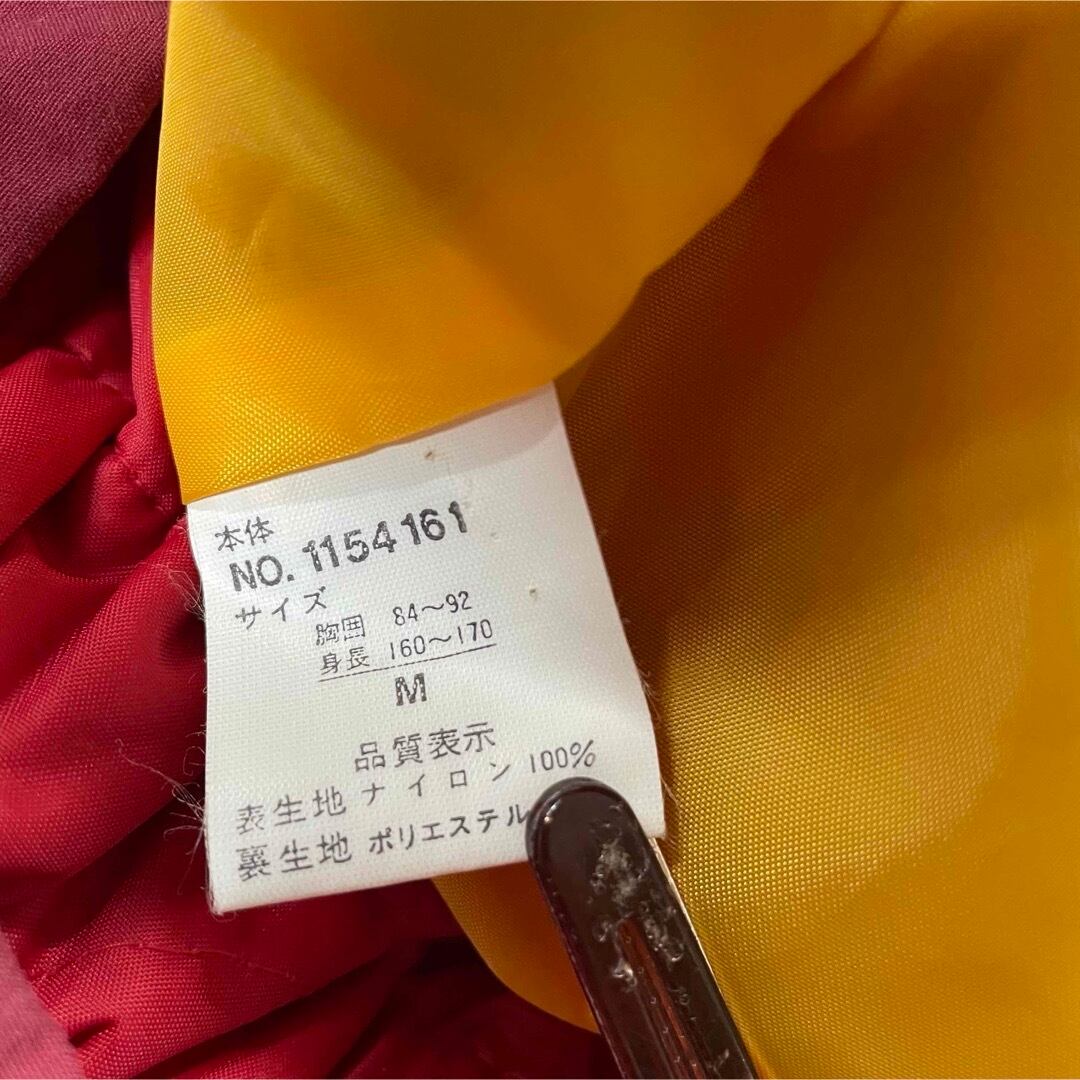 本体
NO. 1154161
サイズ
胸囲 84〜92
身長 160〜170
M
品質表示
表生地 ナイロン 100%
裏生地 ポリエステル